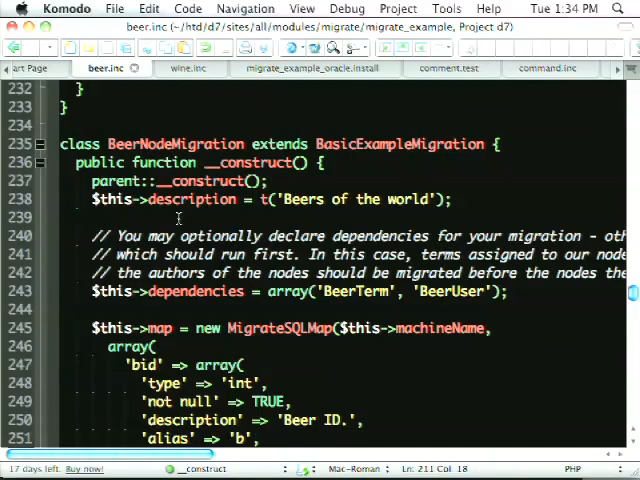 Komodo File Edit Code Navigation View Debug Project Tools Help Tue 1:34 PM
beer.inc (~/htd/d7/sites/all/modules/migrate/migrate_example, Project d7)
art Page beer.inc wine.inc migrate_example_oracle.install comment.test command.inc
232 }
233 }
234
235 class BeerNodeMigration extends BasicExampleMigration {
236 public function __construct() {
237 parent::__construct();
238 $this->description = t('Beers of the world');
239
240 // You may optionally declare dependencies for your migration - oth
241 // which should run first. In this case, terms assigned to our node
242 // the authors of the nodes should be migrated before the nodes the
243 $this->dependencies = array('BeerTerm', 'BeerUser');
244
245 $this->map = new MigrateSQLMap($this->machineName,
246 array(
247 'bid' => array(
248 'type' => 'int',
249 'not null' => TRUE,
250 'description' => 'Beer ID.',
251 'alias' => 'b',
17 days left. Buy now! __construct Mac-Roman Ln: 211 Col: 18 PHP